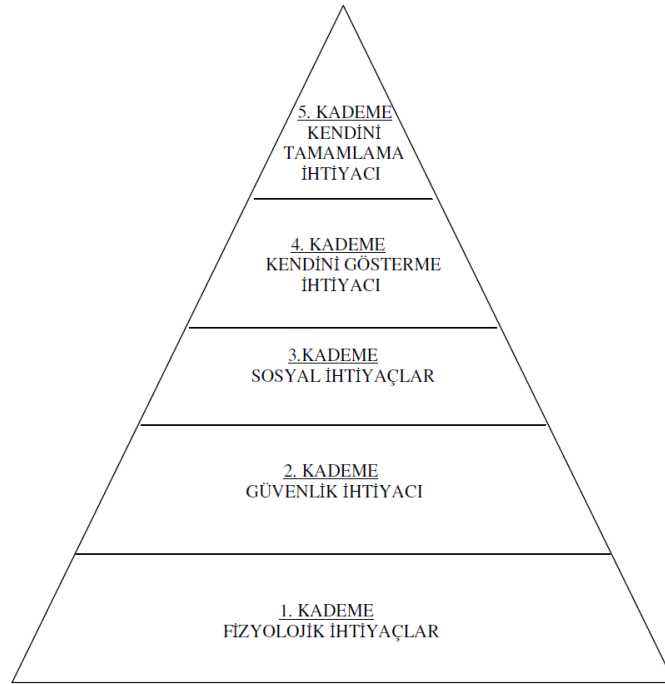 5. KADEME
KENDİNİ
TAMAMLAMA
İHTİYACI
4. KADEME
KENDİNİ GÖSTERME
İHTİYACI
3.KADEME
SOSYAL İHTİYAÇLAR
2. KADEME
GÜVENLİK İHTİYACI
1. KADEME
FİZYOLOJİK İHTİYAÇLAR